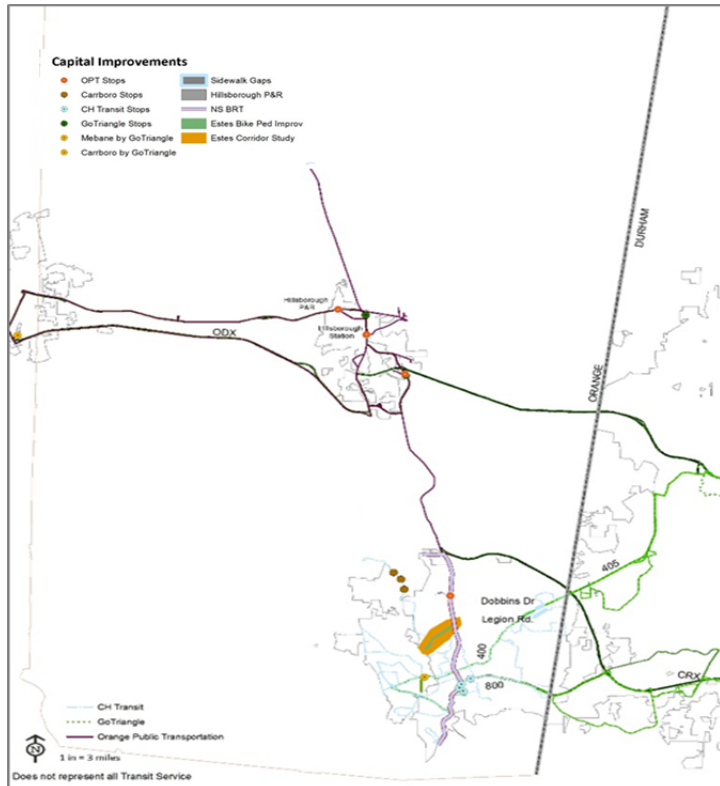 Capital Improvements
OPT Stops
Carrboro Stops
CH Transit Stops
GoTriangle Stops
Mebane by GoTriangle
Carrboro by GoTriangle
Sidewalk Gaps
Hillsborough P&R
NS BRT
Estes Bike Ped Improv
Estes Corridor Study
DURHAM
Hillsborough
P&R
Hillsborough
Station
ODX
ORANGE
405
Dobbins Dr
Legion Rd.
400
800
CRX
CH Transit
GoTriangle
Orange Public Transportation
N
1 in = 3 miles
Does not represent all Transit Service